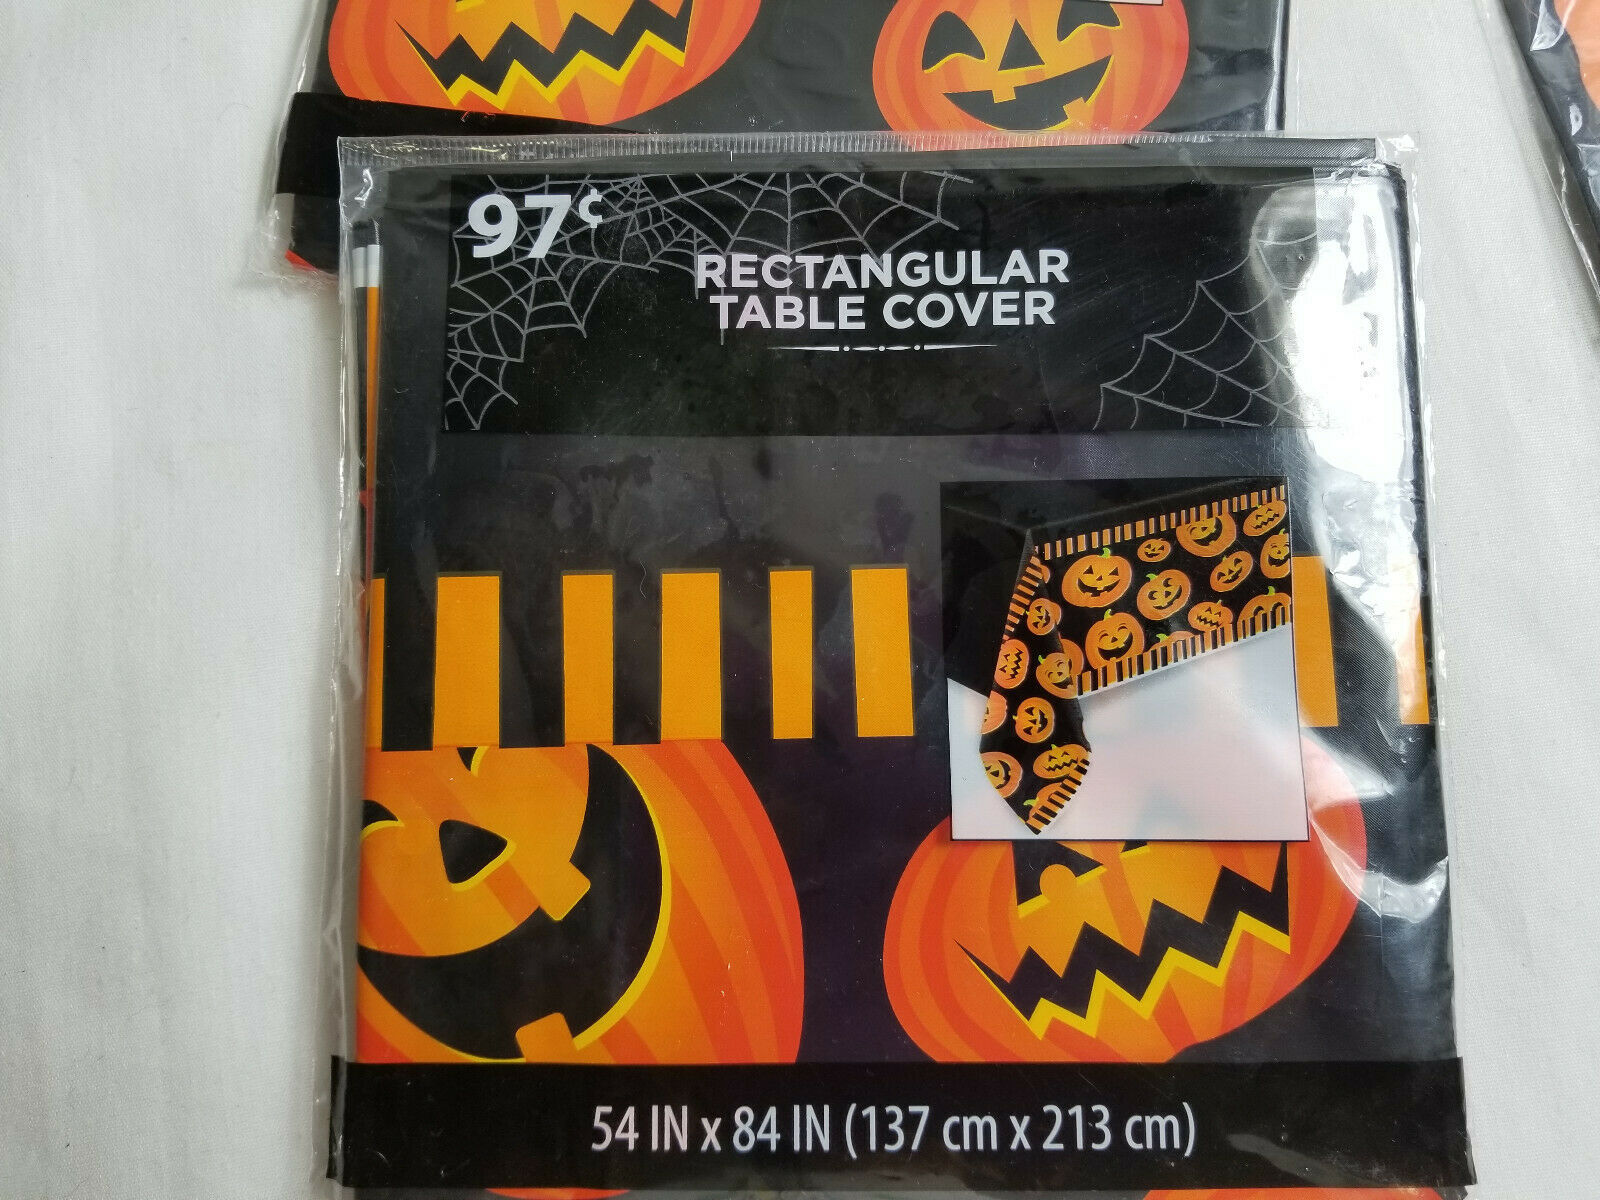 97¢
RECTANGULAR
TABLE COVER
54 IN x 84 IN (137 cm x 213 cm)